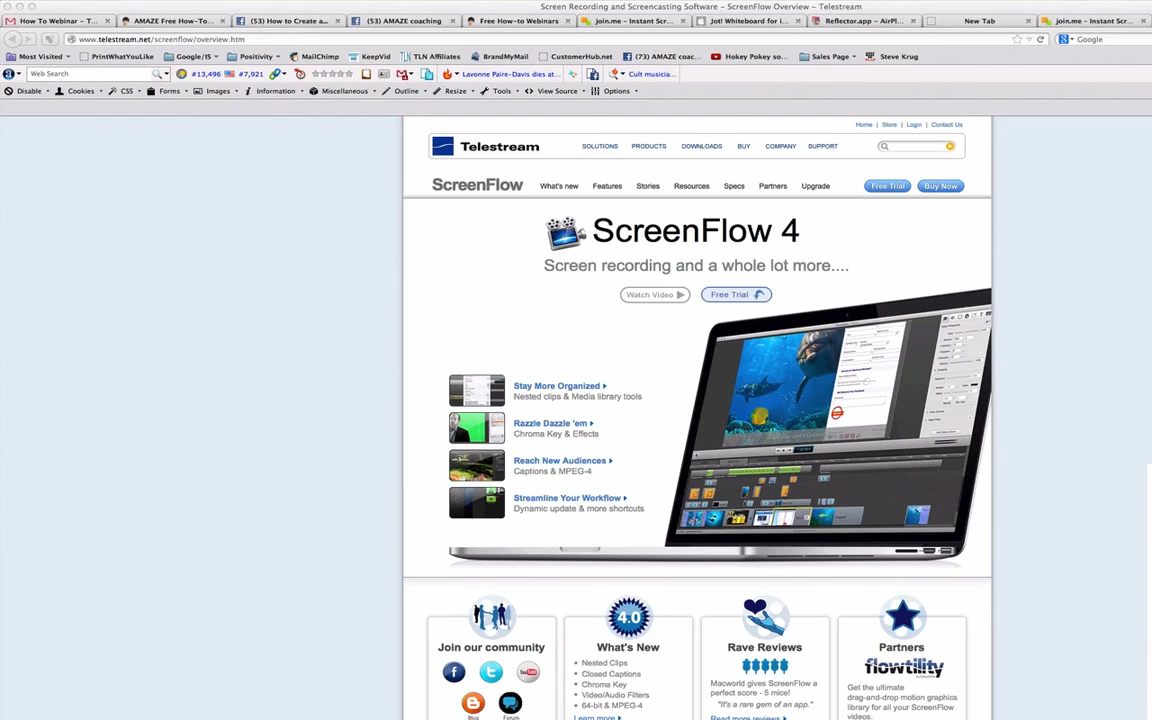 Screen Recording and Screencasting Software – ScreenFlow Overview – Telestream
How To Webinar – T... AMAZE Free How-To... (53) How to Create a... (53) AMAZE coaching Free How-to Webinars join.me – Instant Scr... Jot! Whiteboard for i... Reflector.app – AirPl... New Tab join.me – Instant Scr...
www.telestream.net/screenflow/overview.htm Google
Most Visited PrintWhatYouLike Google/IS Positivity MailChimp KeepVid TLN Affiliates BrandMyMail CustomerHub.net (73) AMAZE coac... Hokey Pokey so... Sales Page Steve Krug
Web Search #13,496 #7,921 Lavonne Paire-Davis dies at... Cult musicia...
Disable Cookies CSS Forms Images Information Miscellaneous Outline Resize Tools View Source Options
Home | Store | Login | Contact Us
Telestream SOLUTIONS PRODUCTS DOWNLOADS BUY COMPANY SUPPORT
ScreenFlow What's new Features Stories Resources Specs Partners Upgrade Free Trial Buy Now
ScreenFlow 4
Screen recording and a whole lot more....
Watch Video Free Trial
Stay More Organized
Nested clips & Media library tools
Razzle Dazzle 'em
Chroma Key & Effects
Reach New Audiences
Captions & MPEG-4
Streamline Your Workflow
Dynamic update & more shortcuts
Join our community
You Tube
Blog Forum
4.0
What's New
Nested Clips
Closed Captions
Chroma Key
Video/Audio Filters
64-bit & MPEG-4
Learn more
Rave Reviews
Macworld gives ScreenFlow a
perfect score - 5 mice!
"It's a rare gem of an app."
Read more reviews
Partners
flowtility
Get the ultimate
drag-and-drop motion graphics
library for all your ScreenFlow
videos.